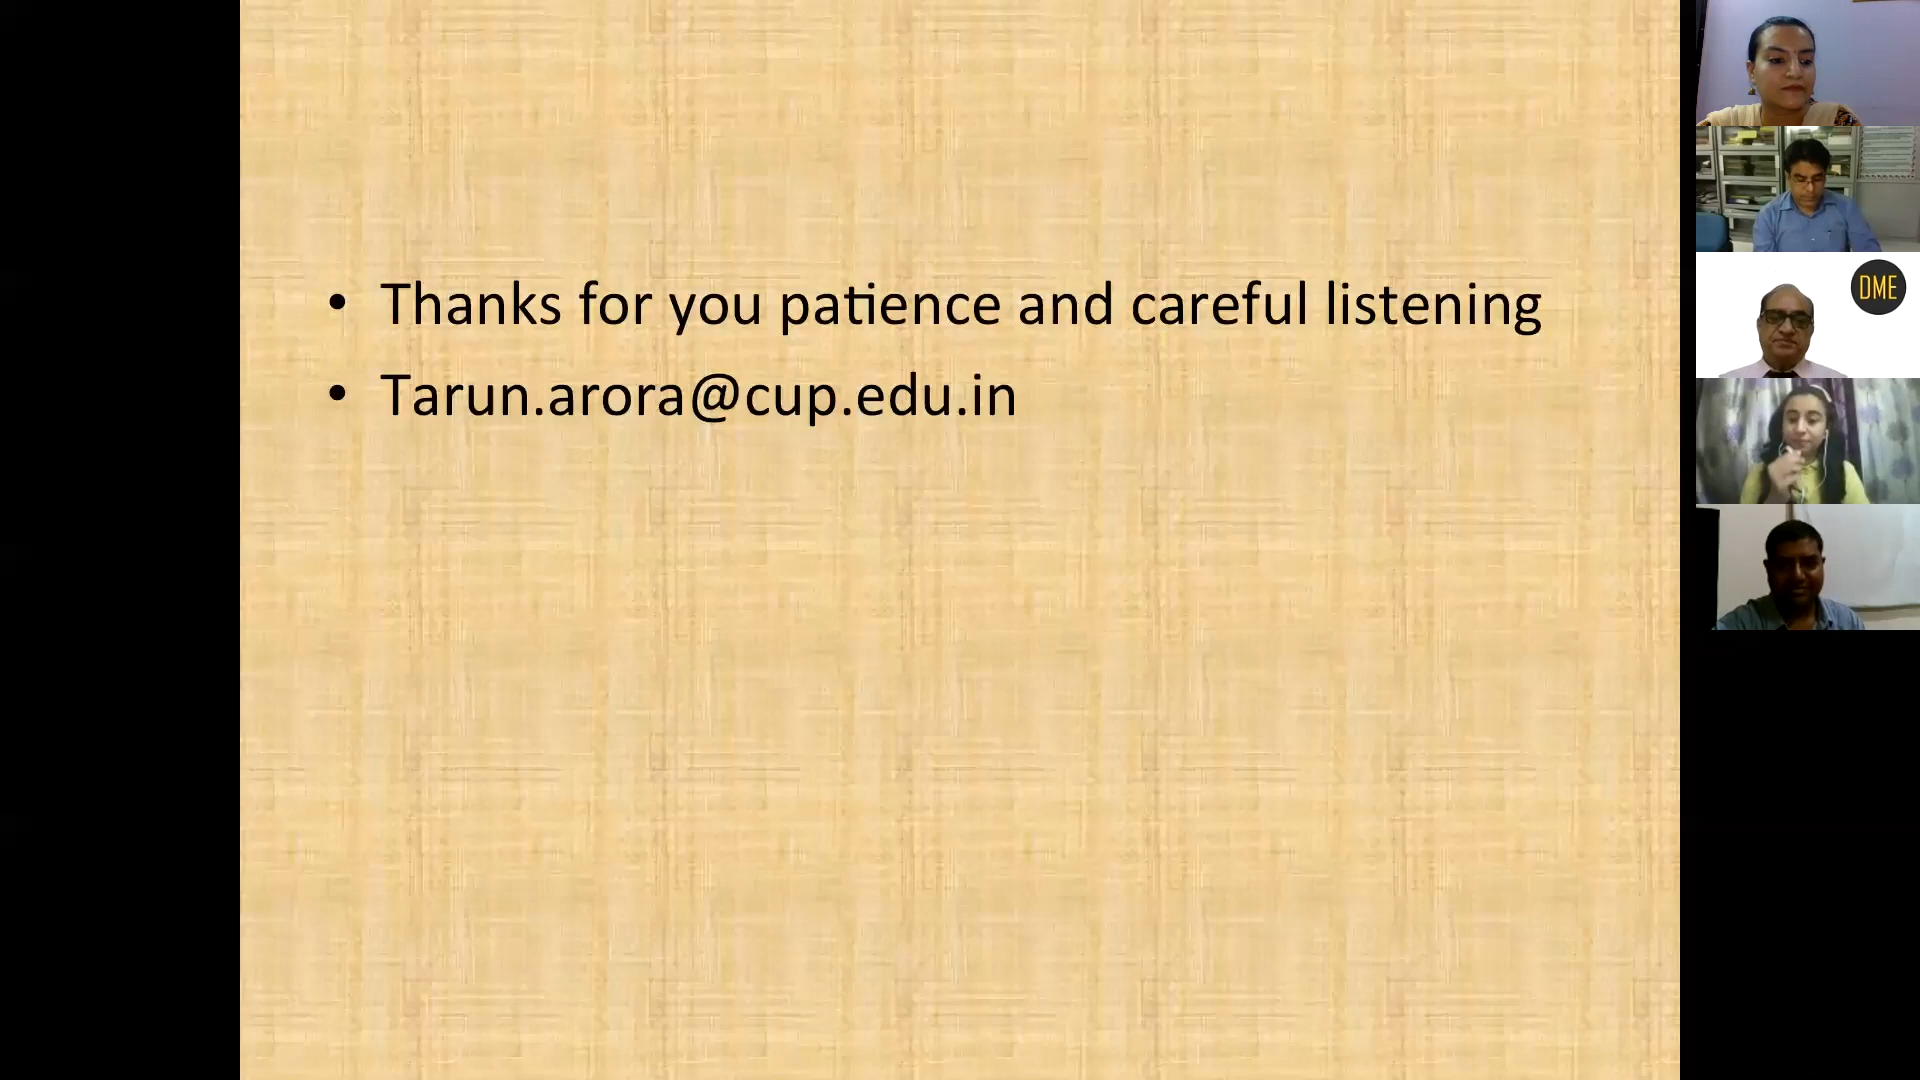 • Thanks for you patience and careful listening
• Tarun.arora@cup.edu.in
DME